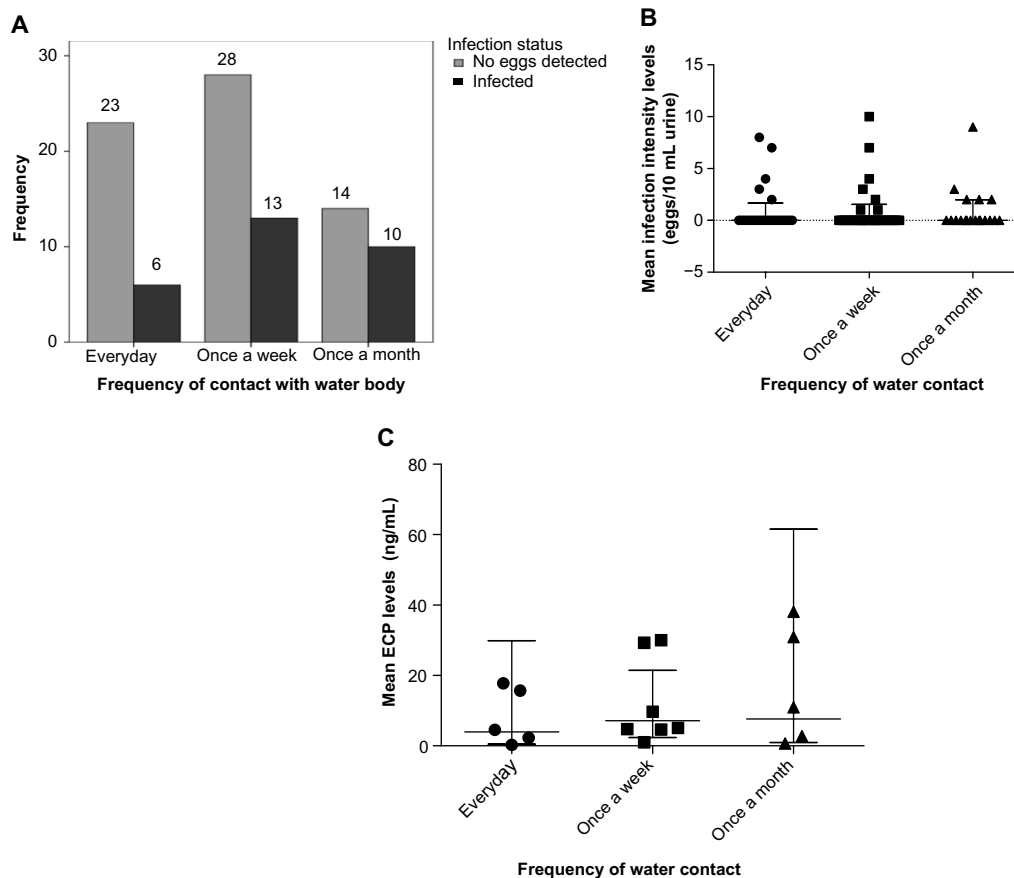 A
Infection status
No eggs detected
Infected
30
20
10
0
Frequency
23
6
28
13
14
10
Everyday
Once a week
Once a month
Frequency of contact with water body
B
Mean infection intensity levels
(eggs/10 mL urine)
15
10
5
0
−5
Everyday
Once a week
Once a month
Frequency of water contact
C
Mean ECP levels (ng/mL)
80
60
40
20
0
Everyday
Once a week
Once a month
Frequency of water contact